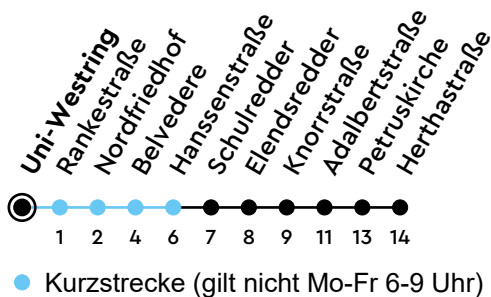 Uni-Westring
Rankestraße
Nordfriedhof
Belvedere
Hanssenstraße
Schulredder
Elendsredder
Knorrstraße
Adalbertstraße
Petruskirche
Herthastraße
1 2 4 6 7 8 9 11 13 14
Kurzstrecke (gilt nicht Mo-Fr 6-9 Uhr)